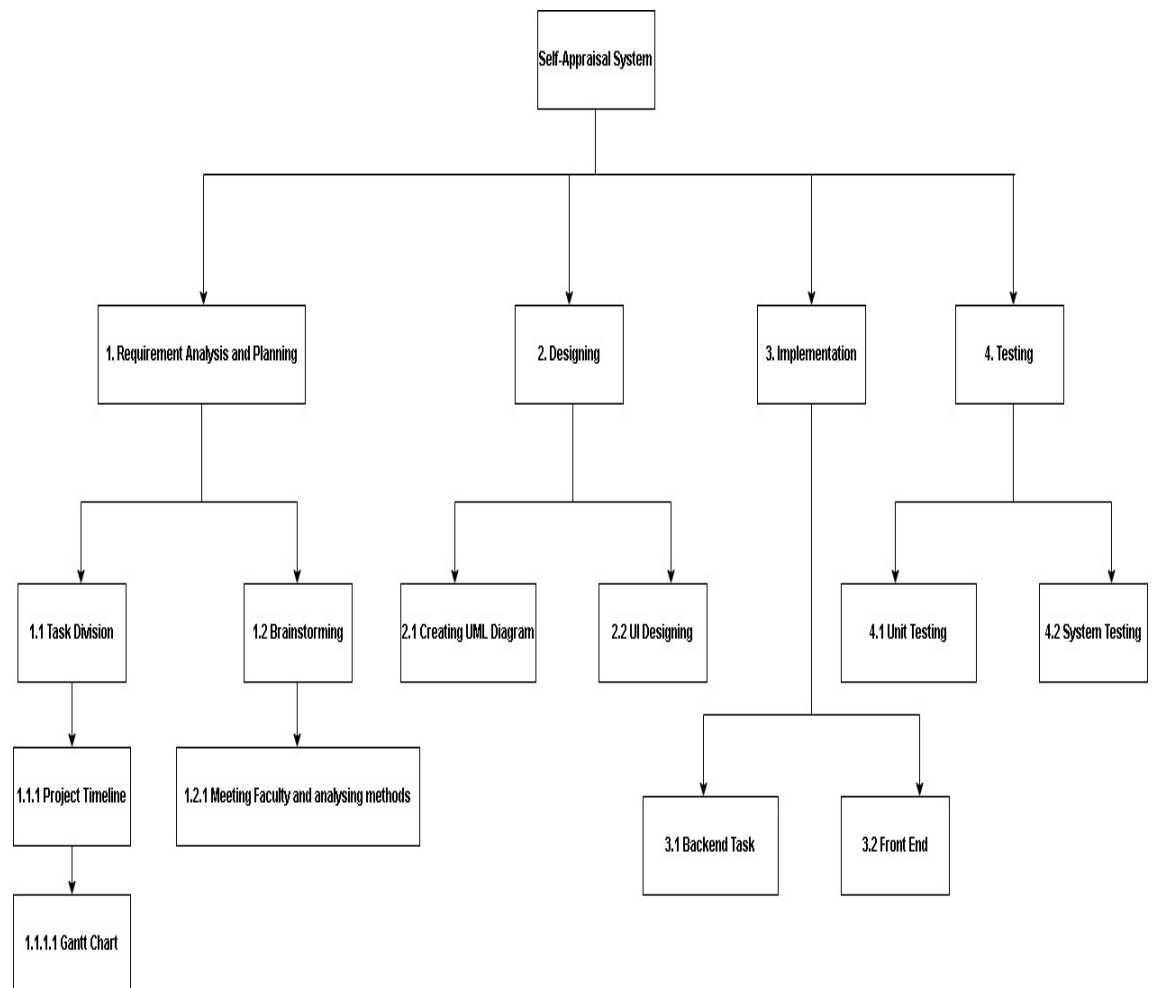 Self-Appraisal System
1. Requirement Analysis and Planning
2. Designing
3. Implementation
4. Testing
1.1 Task Division
1.2 Brainstorming
2.1 Creating UML Diagram
2.2 UI Designing
4.1 Unit Testing
4.2 System Testing
1.1.1 Project Timeline
1.2.1 Meeting Faculty and analysing methods
3.1 Backend Task
3.2 Front End
1.1.1.1 Gantt Chart